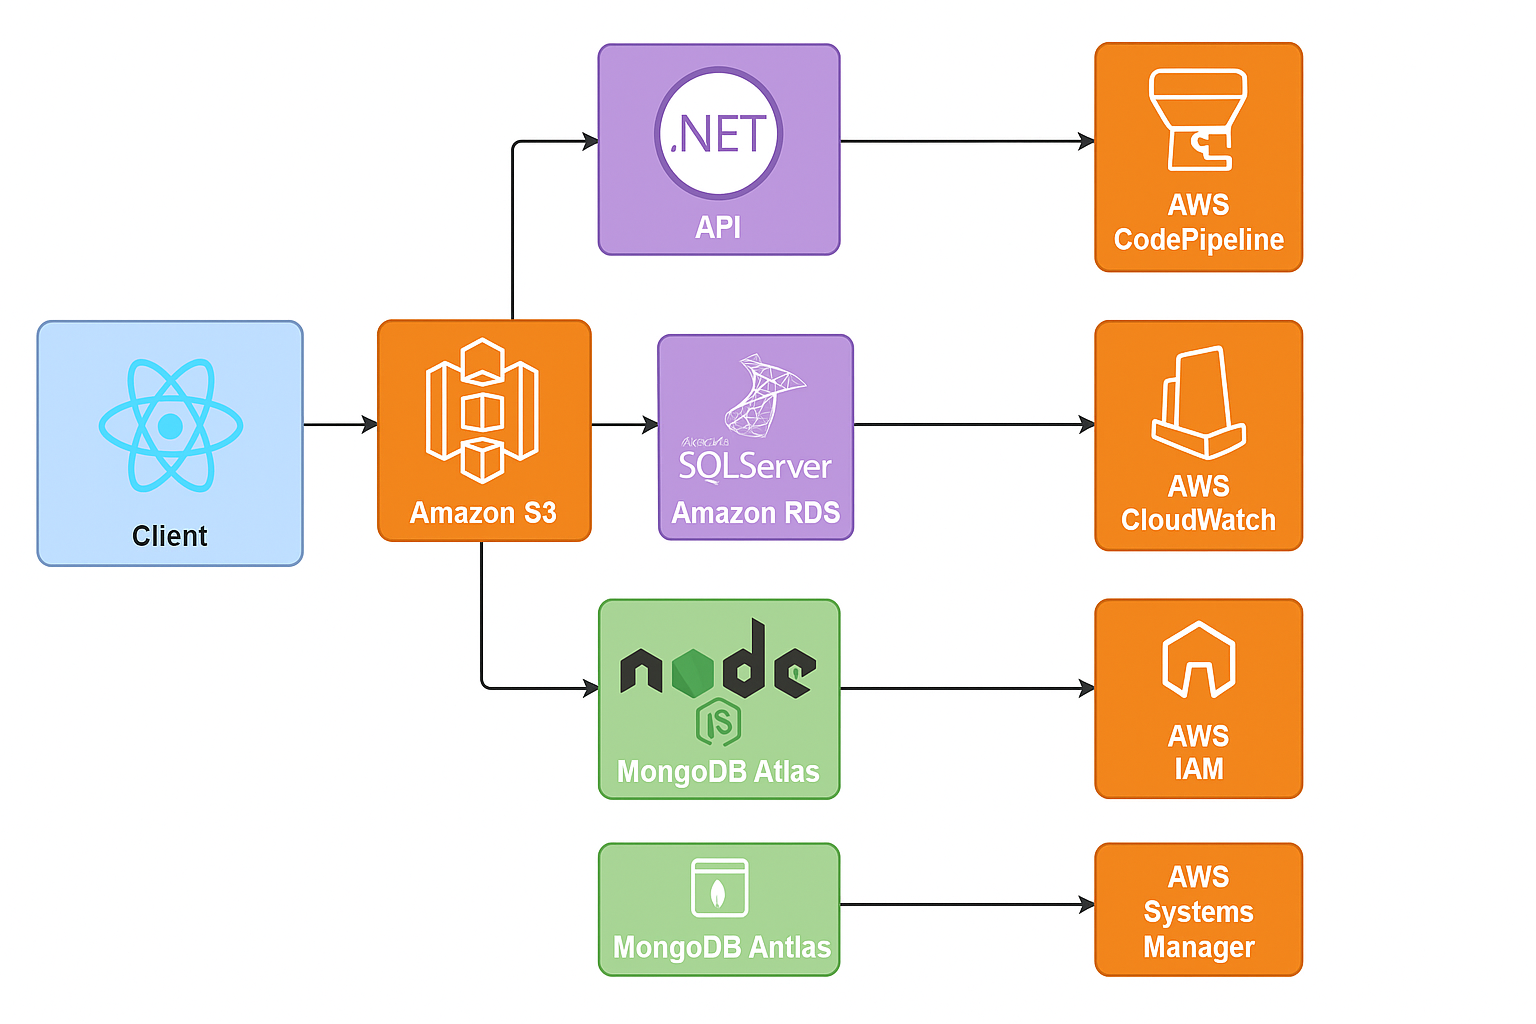 .NET
API
AWS
CodePipeline
Client
Amazon S3
SQLServer
Amazon RDS
AWS
CloudWatch
node
JS
MongoDB Atlas
AWS
IAM
MongoDB Antlas
AWS
Systems
Manager